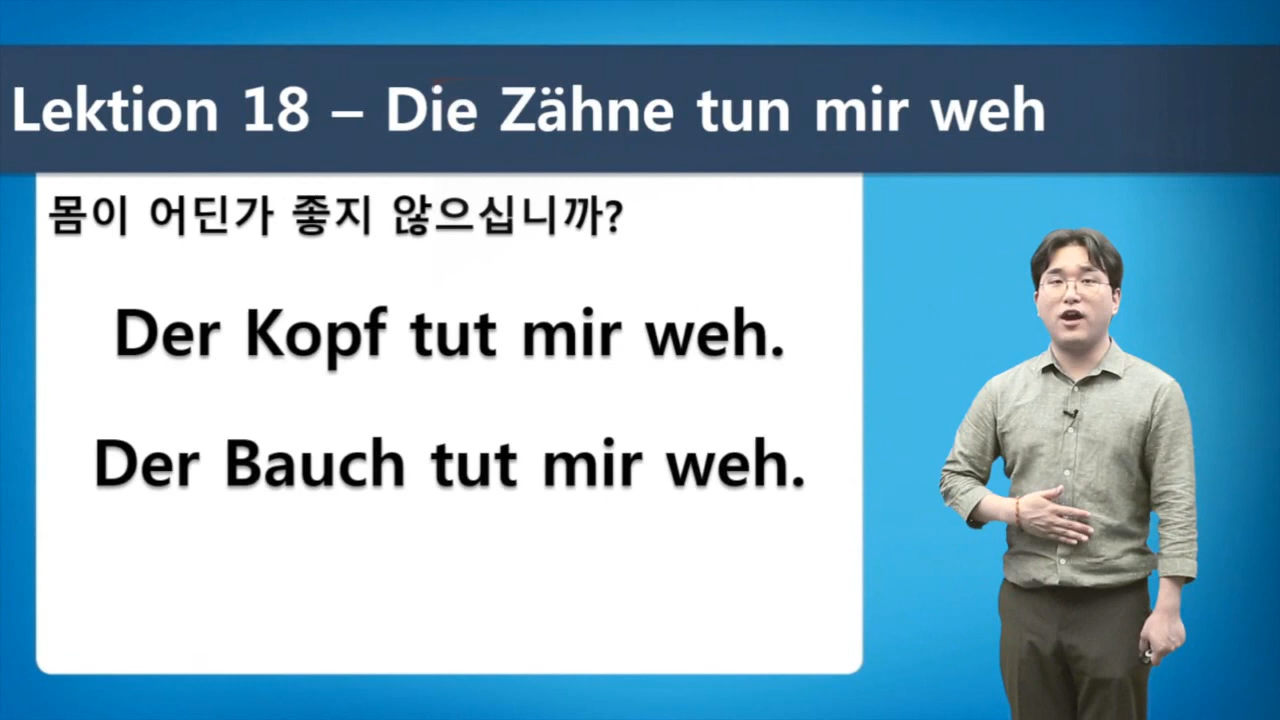 Lektion 18 – Die Zähne tun mir weh
몸이 어딘가 좋지 않으십니까?
Der Kopf tut mir weh.
Der Bauch tut mir weh.